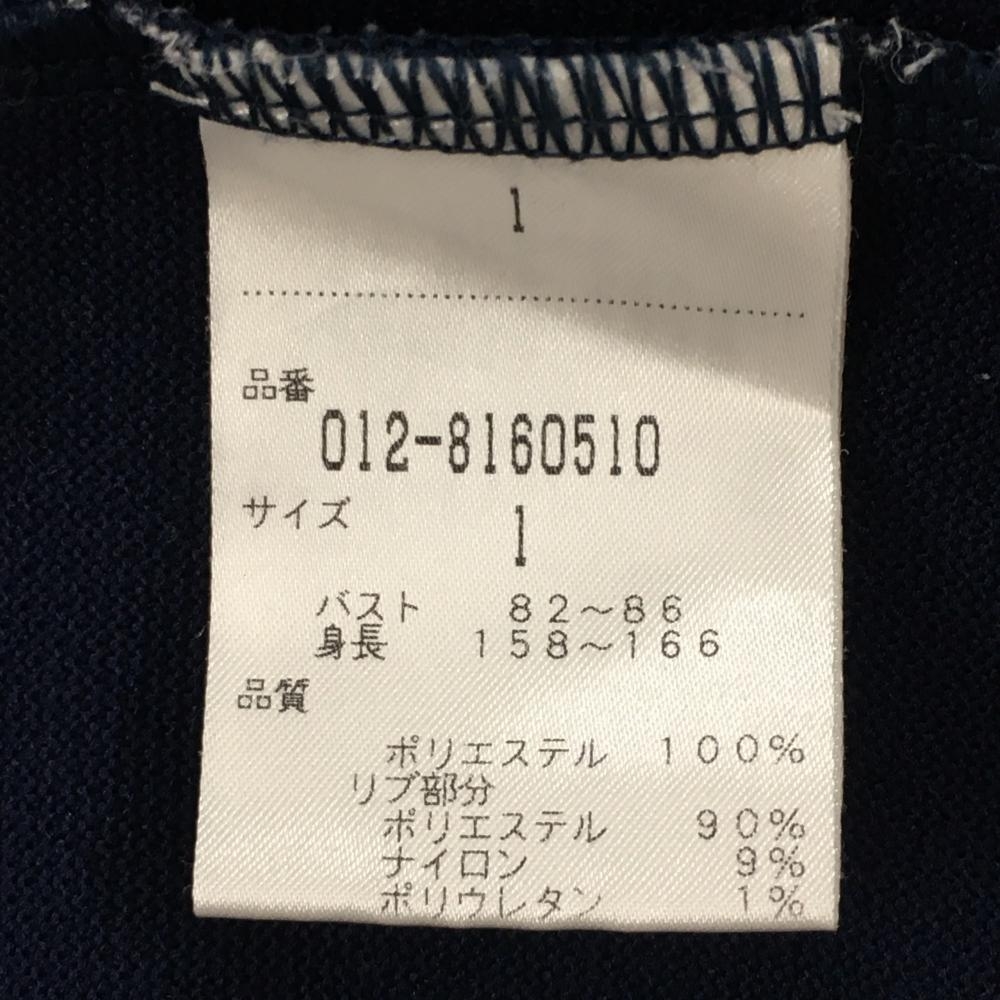 1
品番
012-8160510
サイズ
1
バスト 82〜86
身長 158〜166
品質
ポリエステル 100%
リブ部分
ポリエステル 90%
ナイロン 9%
ポリウレタン 1%